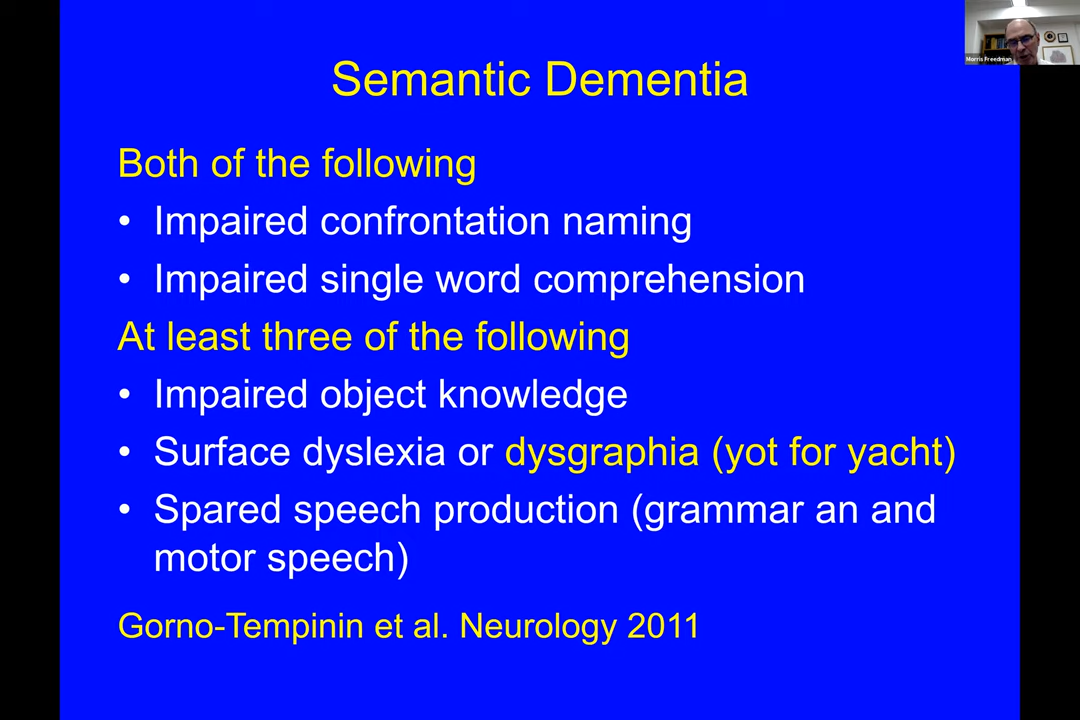 Morris Freedman
Semantic Dementia
Both of the following
• Impaired confrontation naming
• Impaired single word comprehension
At least three of the following
• Impaired object knowledge
• Surface dyslexia or dysgraphia (yot for yacht)
• Spared speech production (grammar an and
motor speech)
Gorno-Tempinin et al. Neurology 2011